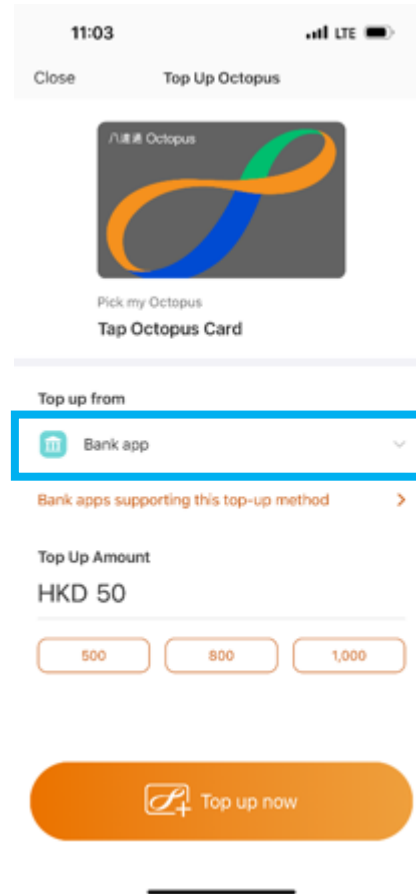 11:03 LTE
Close Top Up Octopus
八達通 Octopus
Pick my Octopus
Tap Octopus Card
Top up from
Bank app
Bank apps supporting this top-up method
Top Up Amount
HKD 50
500 800 1,000
Top up now